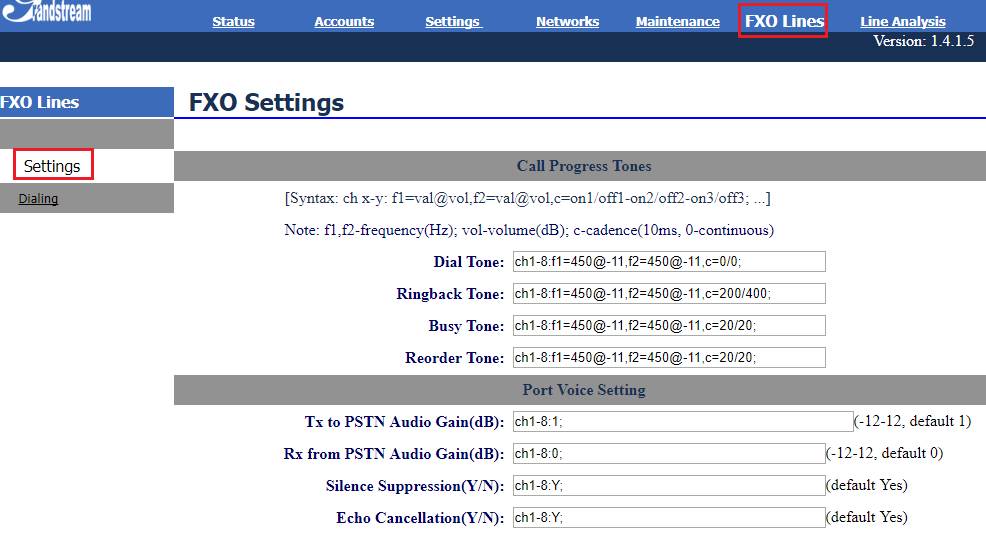 Grandstream
Status Accounts Settings Networks Maintenance FXO Lines Line Analysis
Version: 1.4.1.5
FXO Lines
FXO Settings
Settings
Dialing
Call Progress Tones
[Syntax: ch x-y: f1=val@vol,f2=val@vol,c=on1/off1-on2/off2-on3/off3; ...]
Note: f1,f2-frequency(Hz); vol-volume(dB); c-cadence(10ms, 0-continuous)
Dial Tone: ch1-8:f1=450@-11,f2=450@-11,c=0/0;
Ringback Tone: ch1-8:f1=450@-11,f2=450@-11,c=200/400;
Busy Tone: ch1-8:f1=450@-11,f2=450@-11,c=20/20;
Reorder Tone: ch1-8:f1=450@-11,f2=450@-11,c=20/20;
Port Voice Setting
Tx to PSTN Audio Gain(dB): ch1-8:1; (-12-12, default 1)
Rx from PSTN Audio Gain(dB): ch1-8:0; (-12-12, default 0)
Silence Suppression(Y/N): ch1-8:Y; (default Yes)
Echo Cancellation(Y/N): ch1-8:Y; (default Yes)